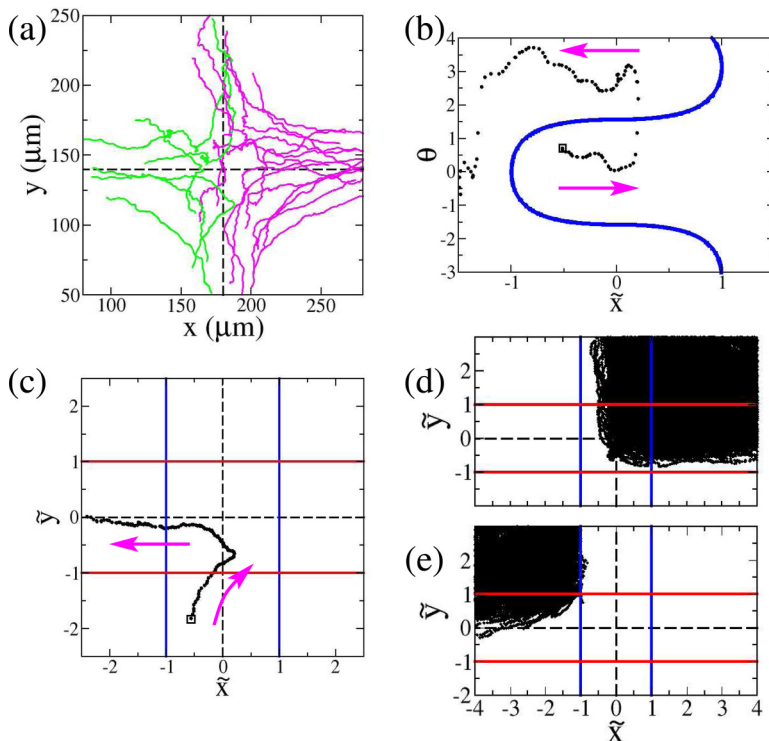 (a)
250
200
150
100
50
y (μm)
100 150 200 250
x (μm)
(b)
4
3
2
1
0
-1
-2
-3
θ
-1 0 1
x̃
(c)
2
1
0
-1
-2
ỹ
-2 -1 0 1 2
x̃
(d)
2
1
0
-1
ỹ
(e)
2
1
0
-1
-2
ỹ
-4 -3 -2 -1 0 1 2 3 4
x̃